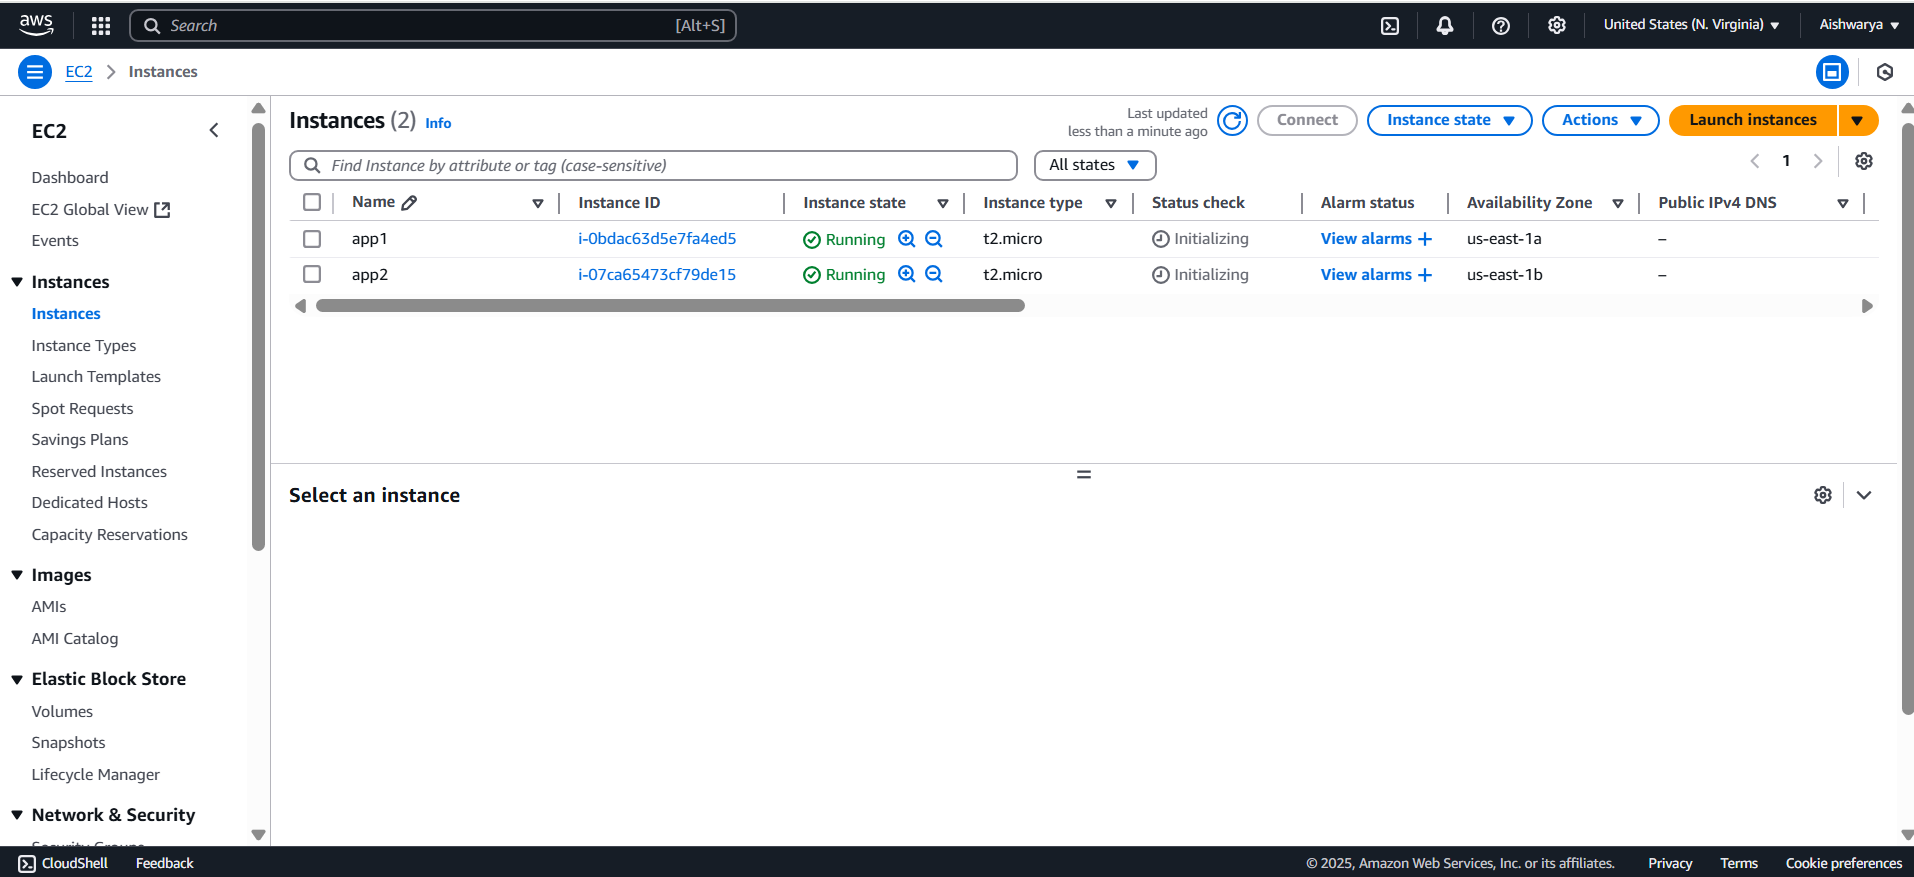 aws
Search [Alt+S]
United States (N. Virginia)
Aishwarya
EC2 Instances
EC2
Dashboard
EC2 Global View
Events
Instances
Instances
Instance Types
Launch Templates
Spot Requests
Savings Plans
Reserved Instances
Dedicated Hosts
Capacity Reservations
Images
AMIs
AMI Catalog
Elastic Block Store
Volumes
Snapshots
Lifecycle Manager
Network & Security
Security Groups
Instances (2) Info
Last updated
less than a minute ago
Connect
Instance state
Actions
Launch instances
Find Instance by attribute or tag (case-sensitive)
All states
1
Name Instance ID Instance state Instance type Status check Alarm status Availability Zone Public IPv4 DNS
app1 i-0bdac63d5e7fa4ed5 Running t2.micro Initializing View alarms + us-east-1a –
app2 i-07ca65473cf79de15 Running t2.micro Initializing View alarms + us-east-1b –
Select an instance
CloudShell Feedback © 2025, Amazon Web Services, Inc. or its affiliates. Privacy Terms Cookie preferences